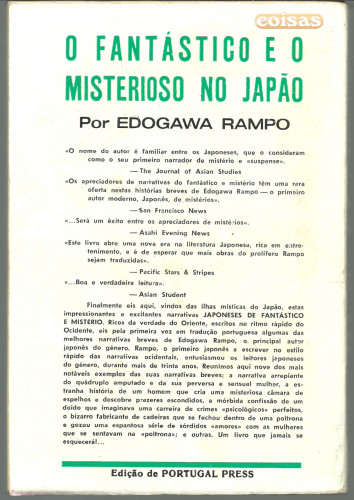 coisas
O FANTÁSTICO E O
MISTERIOSO NO JAPÃO
Por EDOGAWA RAMPO
«O nome do autor é familiar entre os Japoneses, que o consideram
como o seu primeiro narrador de mistério e «suspense».
—The Journal of Asian Studies
«Os apreciadores de narrativas do fantástico e mistério têm uma rara
oferta nestas histórias breves de Edogawa Rampo — o primeiro
autor moderno, Japonês, de mistérios».
—San Francisco News
«...Será um êxito entre os apreciadores de mistérios».
— Asahi Evening News
«Este livro abre uma nova era na literatura Japonesa, rica em entre-
tenimento, e é de esperar que mais obras do prolífero Rampo
sejam traduzidas».
— Pacific Stars & Stripes
«...Boa e verdadeira leitura».
— Asian Student
Finalmente eis aqui, vindos das ilhas místicas do Japão, estas
impressionantes e excitantes narrativas JAPONESES DE FANTÁSTICO
E MISTERIO. Ricos da verdade do Oriente, escritos no ritmo rápido do
Ocidente, eis pela primeira vez em tradução portuguesa algumas das
melhores narrativas breves de Edogawa Rampo, o principal autor
japonês do género. Rampo, o primeiro japonês a escrever no estilo
rápido das narrativas ocidentais, entusiasmou os leitores japoneses
do género, durante mais de trinta anos. Reunimos aqui nove dos mais
notáveis exemplos das suas narrativas breves: a narrativa arrepiante
do quádruplo amputado e da sua perversa e sensual mulher, a es-
tranha história de um homem que cria uma misteriosa câmara de
espelhos e descobre prazeres escondidos, a mórbida confissão de um
doido que imaginava uma carreira de crimes «psicológicos» perfeitos,
o bizarro fabricante de cadeiras que se fechou dentro de uma poltrona
e gozou uma espantosa série de sórdidos «amores» com as mulheres
que se sentavam na «poltrona»; e outras. Um livro que jamais se
esquecerá!...
Edição de PORTUGAL PRESS